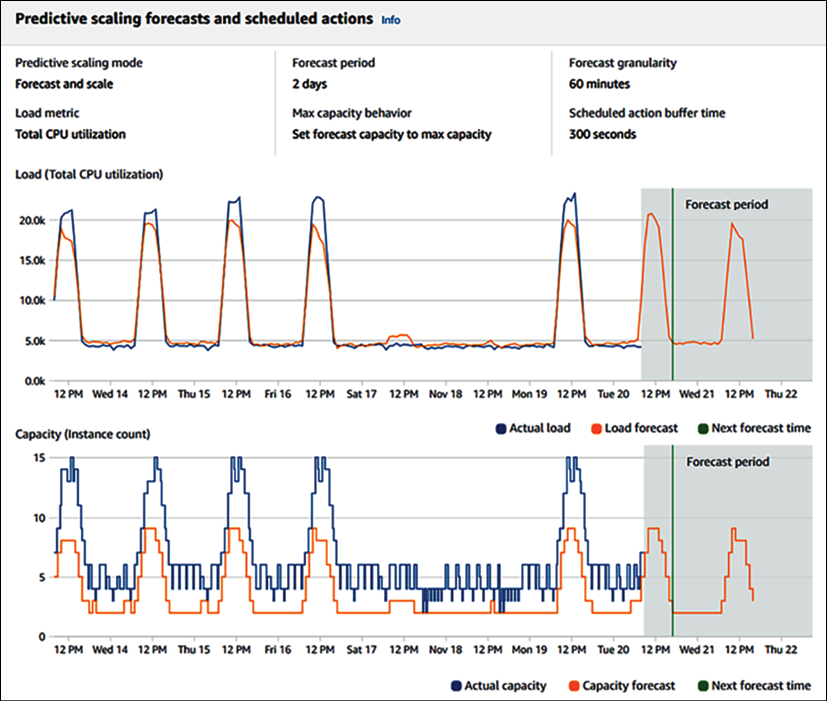 Predictive scaling forecasts and scheduled actions Info
Predictive scaling mode Forecast period Forecast granularity
Forecast and scale 2 days 60 minutes
Load metric Max capacity behavior Scheduled action buffer time
Total CPU utilization Set forecast capacity to max capacity 300 seconds
Load (Total CPU utilization)
Forecast period
20.0k
15.0k
10.0k
5.0k
0.0k
12 PM Wed 14 12 PM Thu 15 12 PM Fri 16 12 PM Sat 17 12 PM Nov 18 12 PM Mon 19 12 PM Tue 20 12 PM Wed 21 12 PM Thu 22
Actual load Load forecast Next forecast time
Capacity (Instance count)
15
Forecast period
10
5
0
12 PM Wed 14 12 PM Thu 15 12 PM Fri 16 12 PM Sat 17 12 PM Nov 18 12 PM Mon 19 12 PM Tue 20 12 PM Wed 21 12 PM Thu 22
Actual capacity Capacity forecast Next forecast time